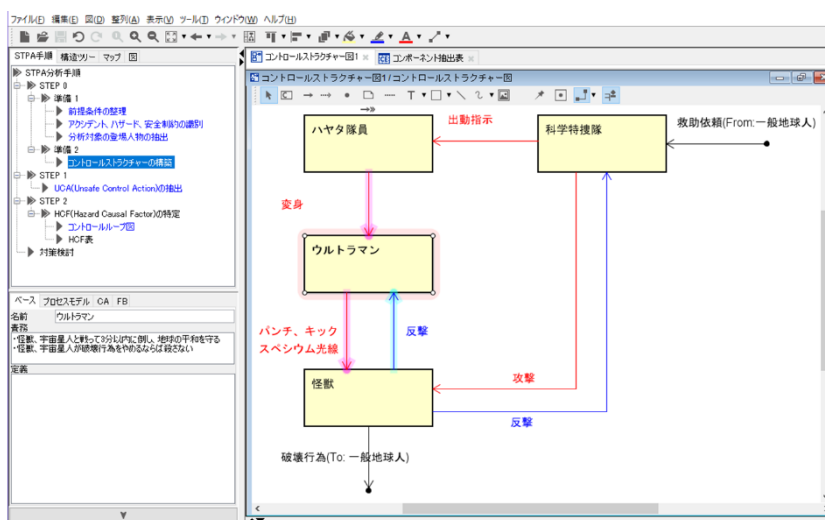 ファイル(F) 編集(E) 図(D) 整列(A) 表示(V) ツール(T) ウィンドウ(W) ヘルプ(H)
STPA手順 構造ツリー マップ 図
STPA分析手順
STEP 0
準備 1
前提条件の整理
アクシデント、ハザード、安全制約の識別
分析対象の登場人物の抽出
準備 2
コントロールストラクチャーの構築
STEP 1
UCA(Unsafe Control Action)の抽出
STEP 2
HCF(Hazard Causal Factor)の特定
コントロールループ図
HCF表
対策検討
ベース プロセスモデル CA FB
名前 ウルトラマン
責務
・怪獣、宇宙星人と戦って3分以内に倒し、地球の平和を守る
・怪獣、宇宙星人が破壊行為をやめるならば殺さない
定義
コントロールストラクチャー図1 コンポーネント抽出表
コントロールストラクチャー図1/コントロールストラクチャー図
ハヤタ隊員
出動指示
科学特捜隊
救助依頼(From:一般地球人)
変身
ウルトラマン
パンチ、キック
スペシウム光線
反撃
怪獣
攻撃
反撃
破壊行為(To: 一般地球人)